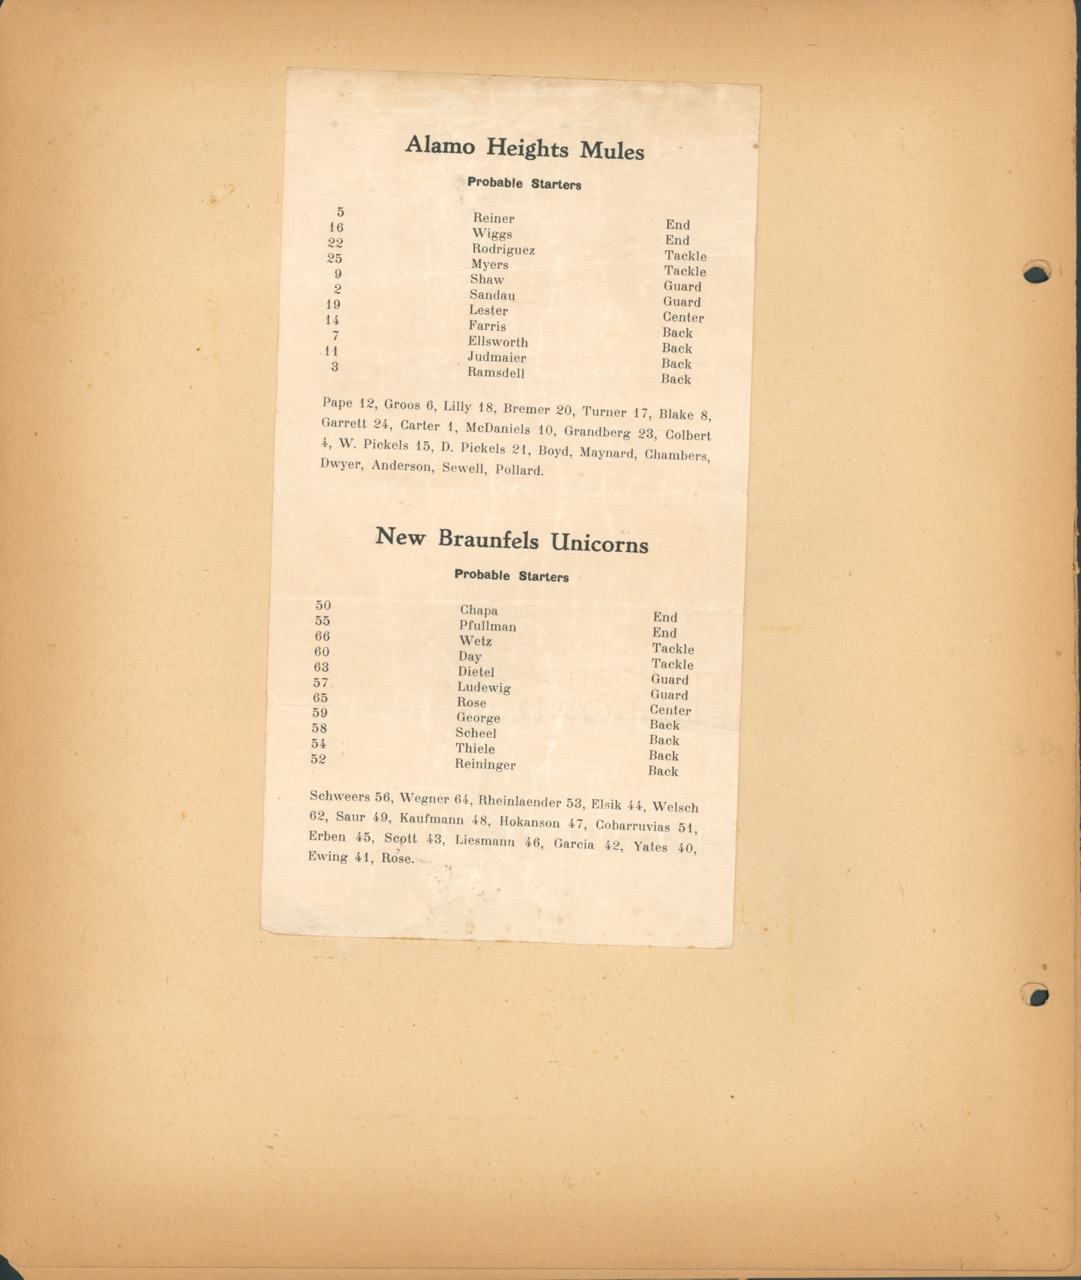 Alamo Heights Mules
Probable Starters
5 Reiner End
16 Wiggs End
22 Rodriguez Tackle
25 Myers Tackle
9 Shaw Guard
2 Sandau Guard
19 Lester Center
14 Farris Back
7 Ellsworth Back
11 Judmaier Back
3 Ramsdell Back
Pape 12, Groos 6, Lilly 18, Bremer 20, Turner 17, Blake 8,
Garrett 24, Carter 1, McDaniels 10, Grandberg 23, Colbert
4, W. Pickels 15, D. Pickels 21, Boyd, Maynard, Chambers,
Dwyer, Anderson, Sewell, Pollard.
New Braunfels Unicorns
Probable Starters
50 Chapa End
55 Pfullman End
66 Wetz Tackle
60 Day Tackle
63 Dietel Guard
57 Ludewig Guard
65 Rose Center
59 George Back
58 Scheel Back
54 Thiele Back
52 Reininger Back
Schweers 56, Wegner 64, Rheinlaender 53, Elsik 44, Welsch
62, Saur 49, Kaufmann 48, Hokanson 47, Cobarruvias 51,
Erben 45, Scott 43, Liesmann 46, Garcia 42, Yates 40,
Ewing 41, Rose.